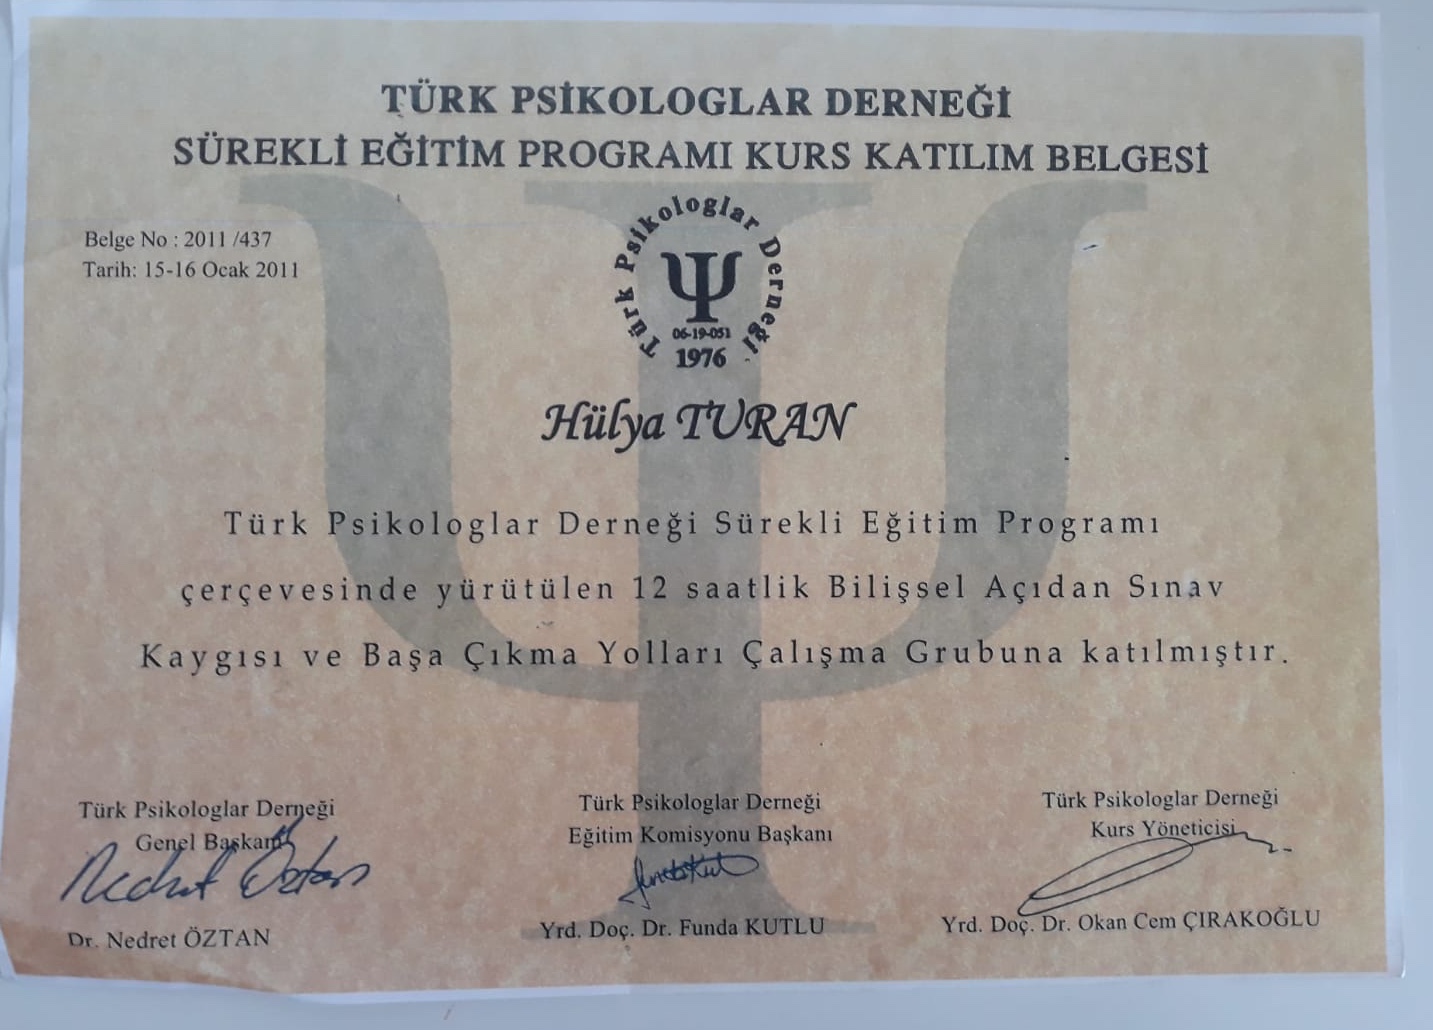 TÜRK PSİKOLOGLAR DERNEĞİ
SÜREKLİ EĞİTİM PROGRAMI KURS KATILIM BELGESİ
Belge No : 2011 /437
Tarih: 15-16 Ocak 2011
Türk Psikologlar Derneği
Ψ
06-19-051
1976
Hülya TURAN
Türk Psikologlar Derneği Sürekli Eğitim Programı
çerçevesinde yürütülen 12 saatlik Bilişsel Açıdan Sınav
Kaygısı ve Başa Çıkma Yolları Çalışma Grubuna katılmıştır.
Türk Psikologlar Derneği
Genel Başkanı
Nedret Öztan
Dr. Nedret ÖZTAN
Türk Psikologlar Derneği
Eğitim Komisyonu Başkanı
Yrd. Doç. Dr. Funda KUTLU
Türk Psikologlar Derneği
Kurs Yöneticisi
Yrd. Doç. Dr. Okan Cem ÇIRAKOĞLU